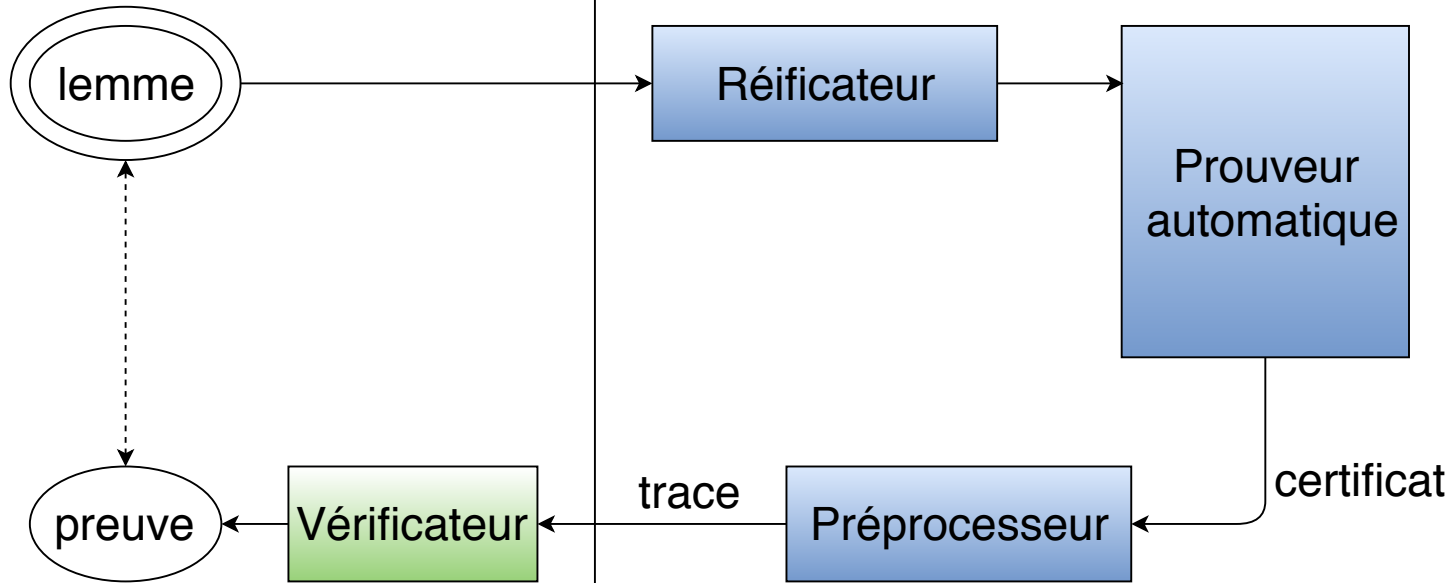 lemme
Réificateur
Prouveur
automatique
certificat
trace
preuve
Vérificateur
Préprocesseur